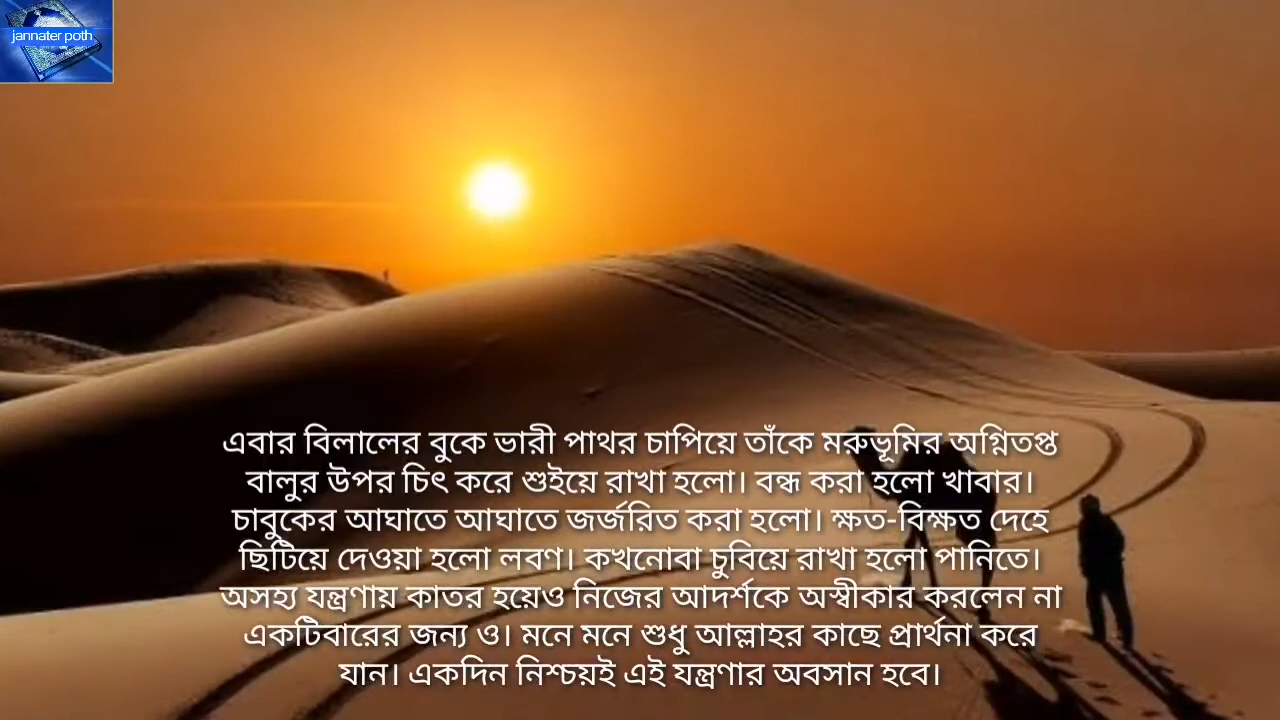 jannater poth
এবার বিলালের বুকে ভারী পাথর চাপিয়ে তাঁকে মরুভূমির অগ্নিতপ্ত
বালুর উপর চিৎ করে শুইয়ে রাখা হলো। বন্ধ করা হলো খাবার।
চাবুকের আঘাতে আঘাতে জর্জরিত করা হলো। ক্ষত-বিক্ষত দেহে
ছিটিয়ে দেওয়া হলো লবণ। কখনোবা চুবিয়ে রাখা হলো পানিতে।
অসহ্য যন্ত্রণায় কাতর হয়েও নিজের আদর্শকে অস্বীকার করলেন না
একটিবারের জন্য ও। মনে মনে শুধু আল্লাহর কাছে প্রার্থনা করে
যান। একদিন নিশ্চয়ই এই যন্ত্রণার অবসান হবে।